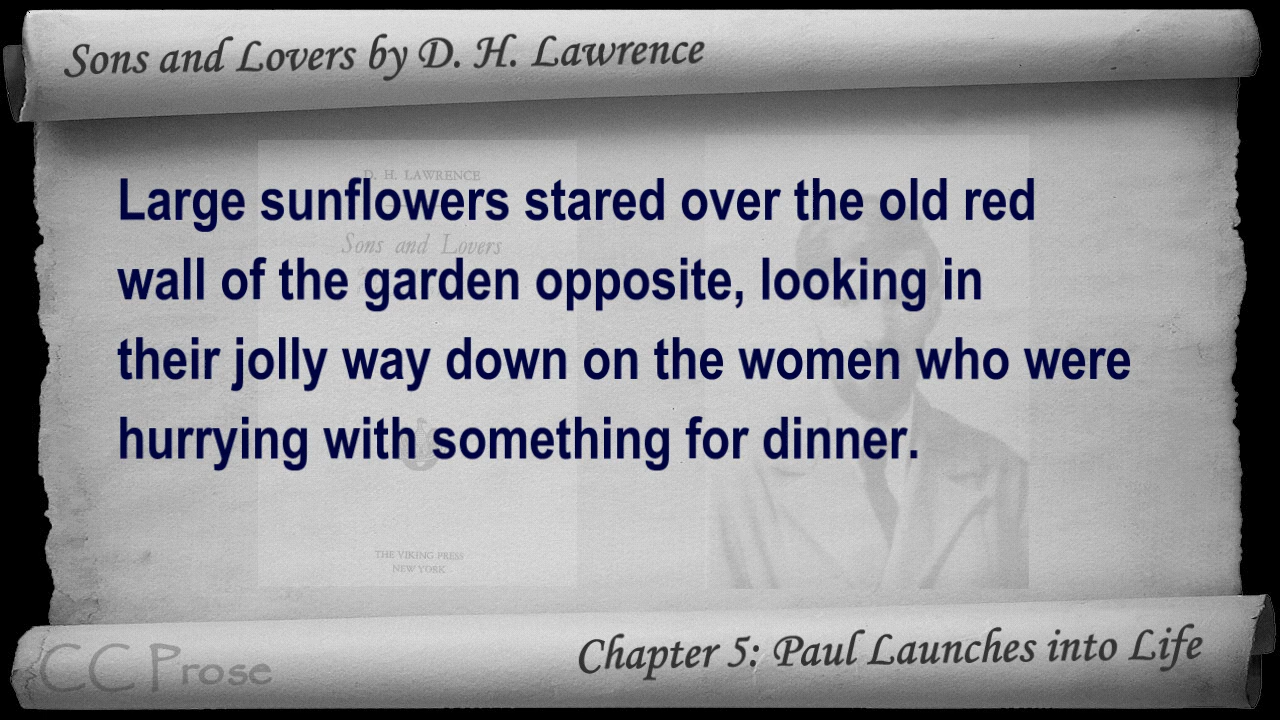 Sons and Lovers by D. H. Lawrence
D. H. LAWRENCE
Large sunflowers stared over the old red
Sons and Lovers
wall of the garden opposite, looking in
their jolly way down on the women who were
hurrying with something for dinner.
THE VIKING PRESS
NEW YORK
Chapter 5: Paul Launches into Life
CC Prose